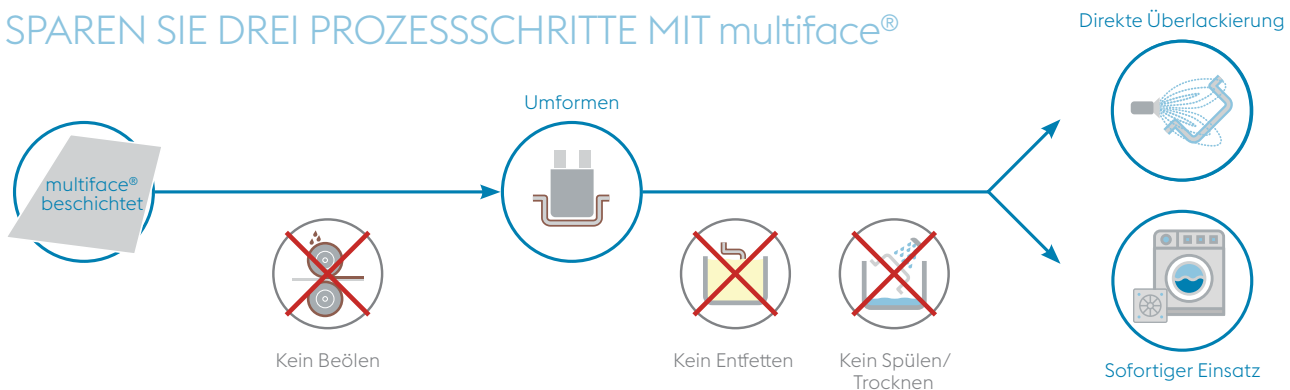 SPAREN SIE DREI PROZESSSCHRITTE MIT multiface®
Direkte Überlackierung
Umformen
multiface®
beschichtet
Kein Beölen
Kein Entfetten
Kein Spülen/
Trocknen
Sofortiger Einsatz